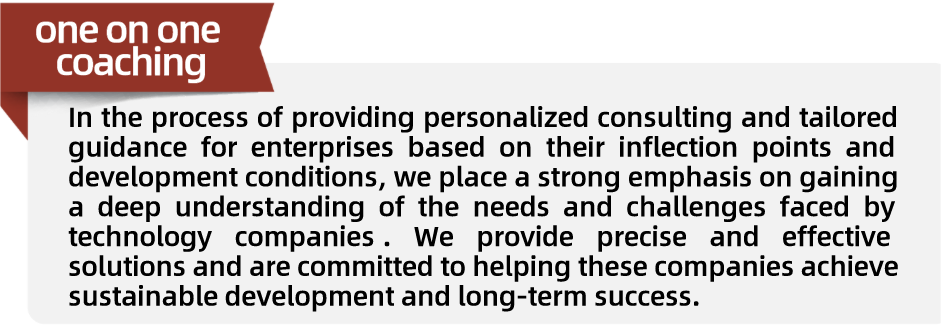 one on one
coaching
In the process of providing personalized consulting and tailored
guidance for enterprises based on their inflection points and
development conditions, we place a strong emphasis on gaining
a deep understanding of the needs and challenges faced by
technology companies . We provide precise and effective
solutions and are committed to helping these companies achieve
sustainable development and long-term success.